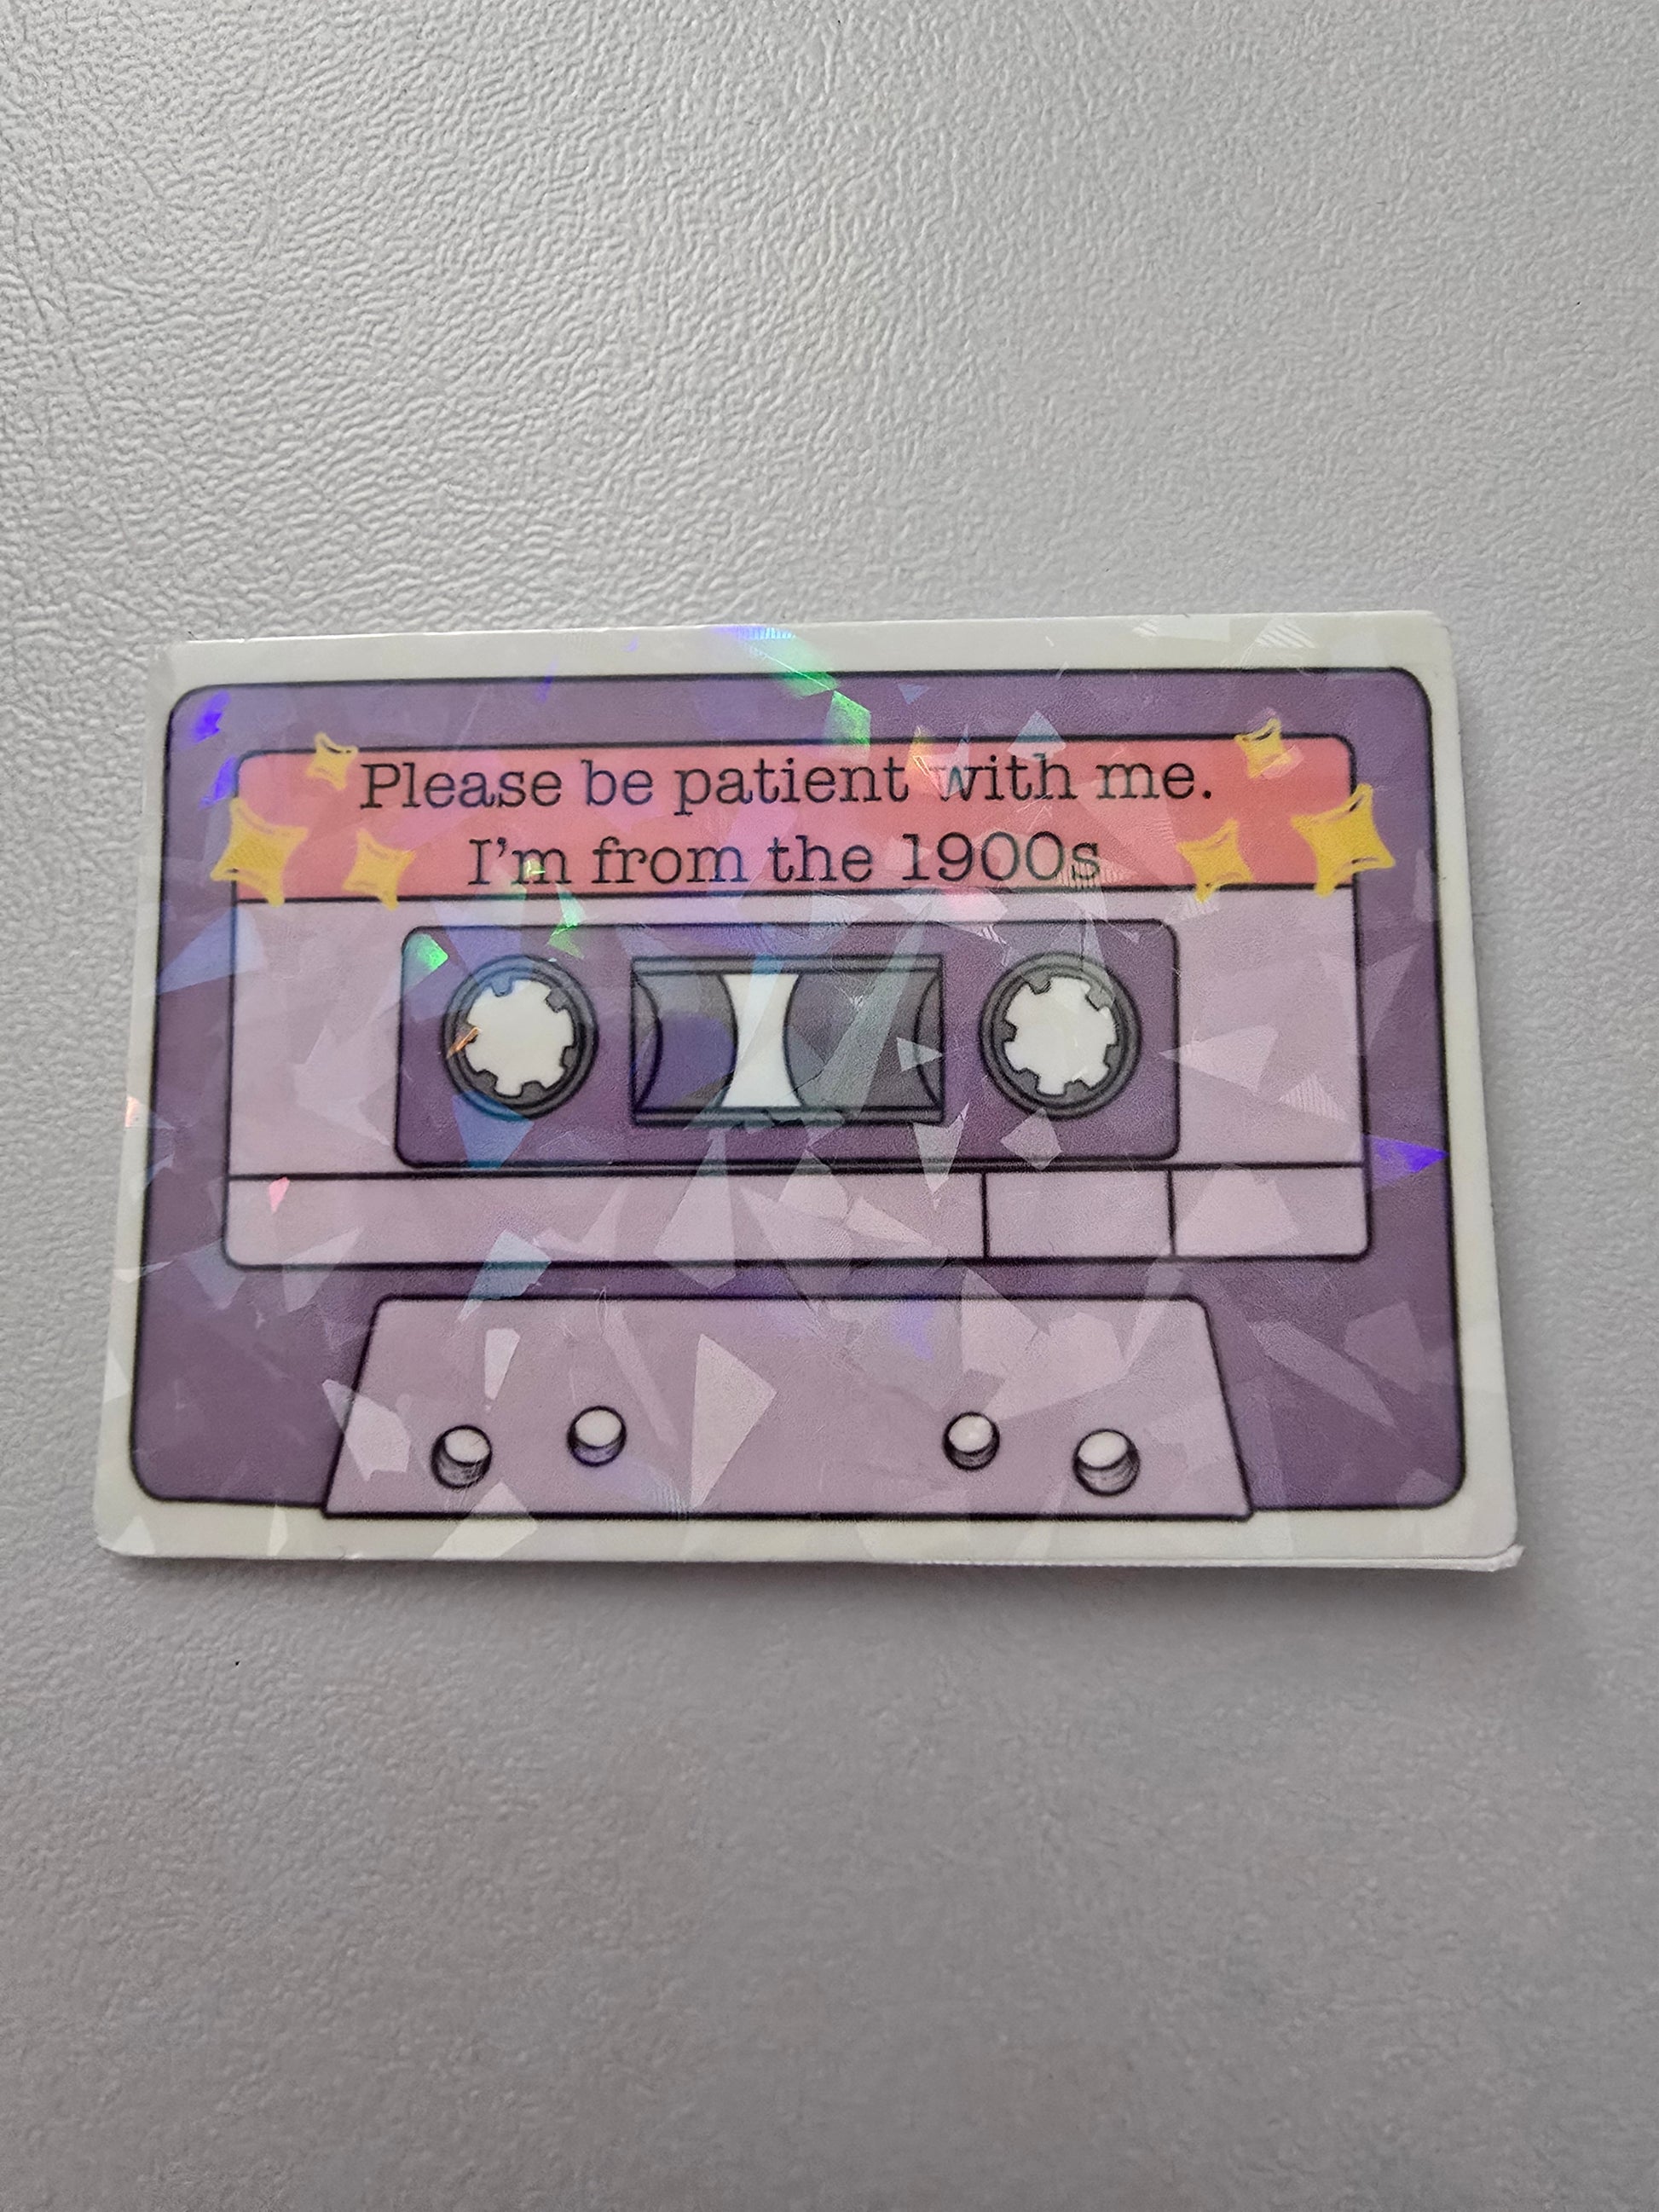 Please be patient with me.
I'm from the 1900s